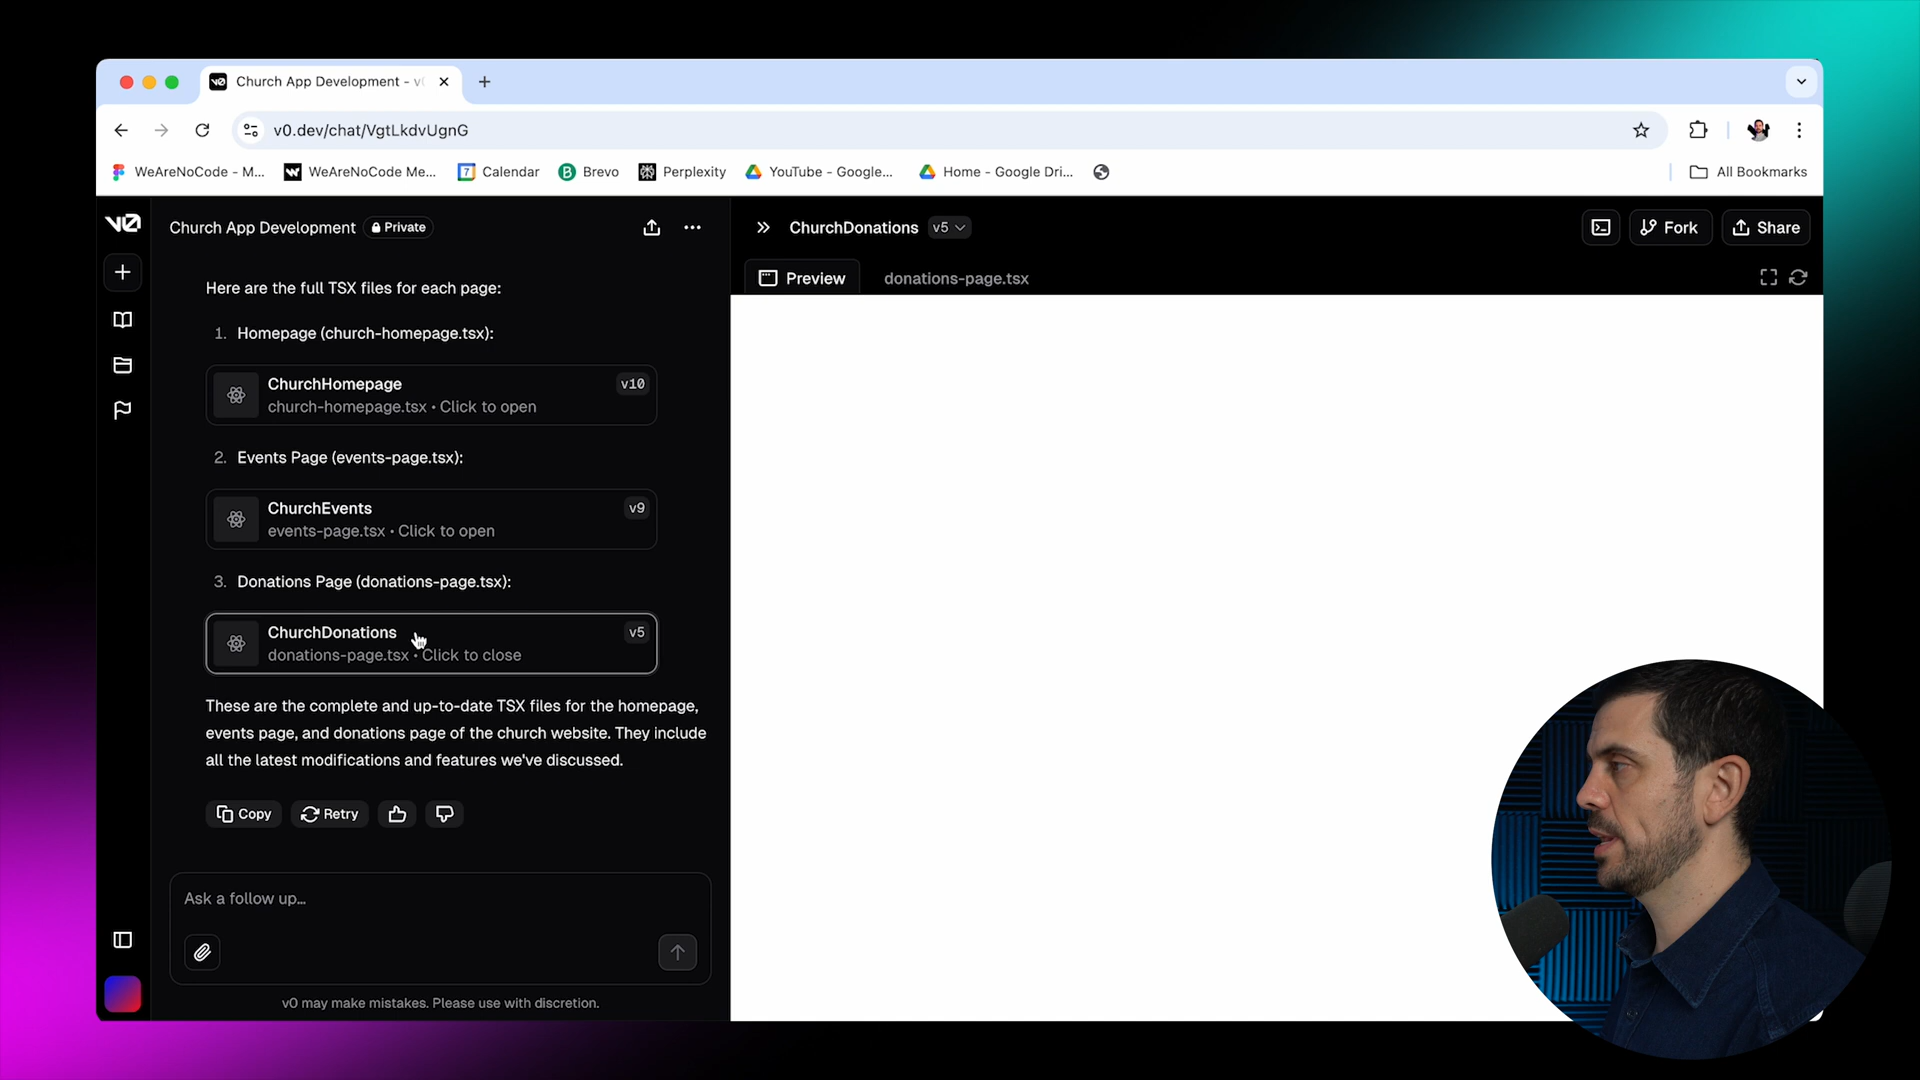 Church App Development - v0
v0.dev/chat/VgtLkdvUgnG
WeAreNoCode - M...
WeAreNoCode Me...
7
Calendar
B
Brevo
Perplexity
YouTube - Google...
Home - Google Dri...
All Bookmarks
v0
Church App Development
Private
Here are the full TSX files for each page:
1. Homepage (church-homepage.tsx):
ChurchHomepage
v10
church-homepage.tsx • Click to open
2. Events Page (events-page.tsx):
ChurchEvents
v9
events-page.tsx • Click to open
3. Donations Page (donations-page.tsx):
ChurchDonations
v5
donations-page.tsx • Click to close
These are the complete and up-to-date TSX files for the homepage,
events page, and donations page of the church website. They include
all the latest modifications and features we've discussed.
Copy
Retry
Ask a follow up...
v0 may make mistakes. Please use with discretion.
ChurchDonations
v5
Fork
Share
Preview
donations-page.tsx